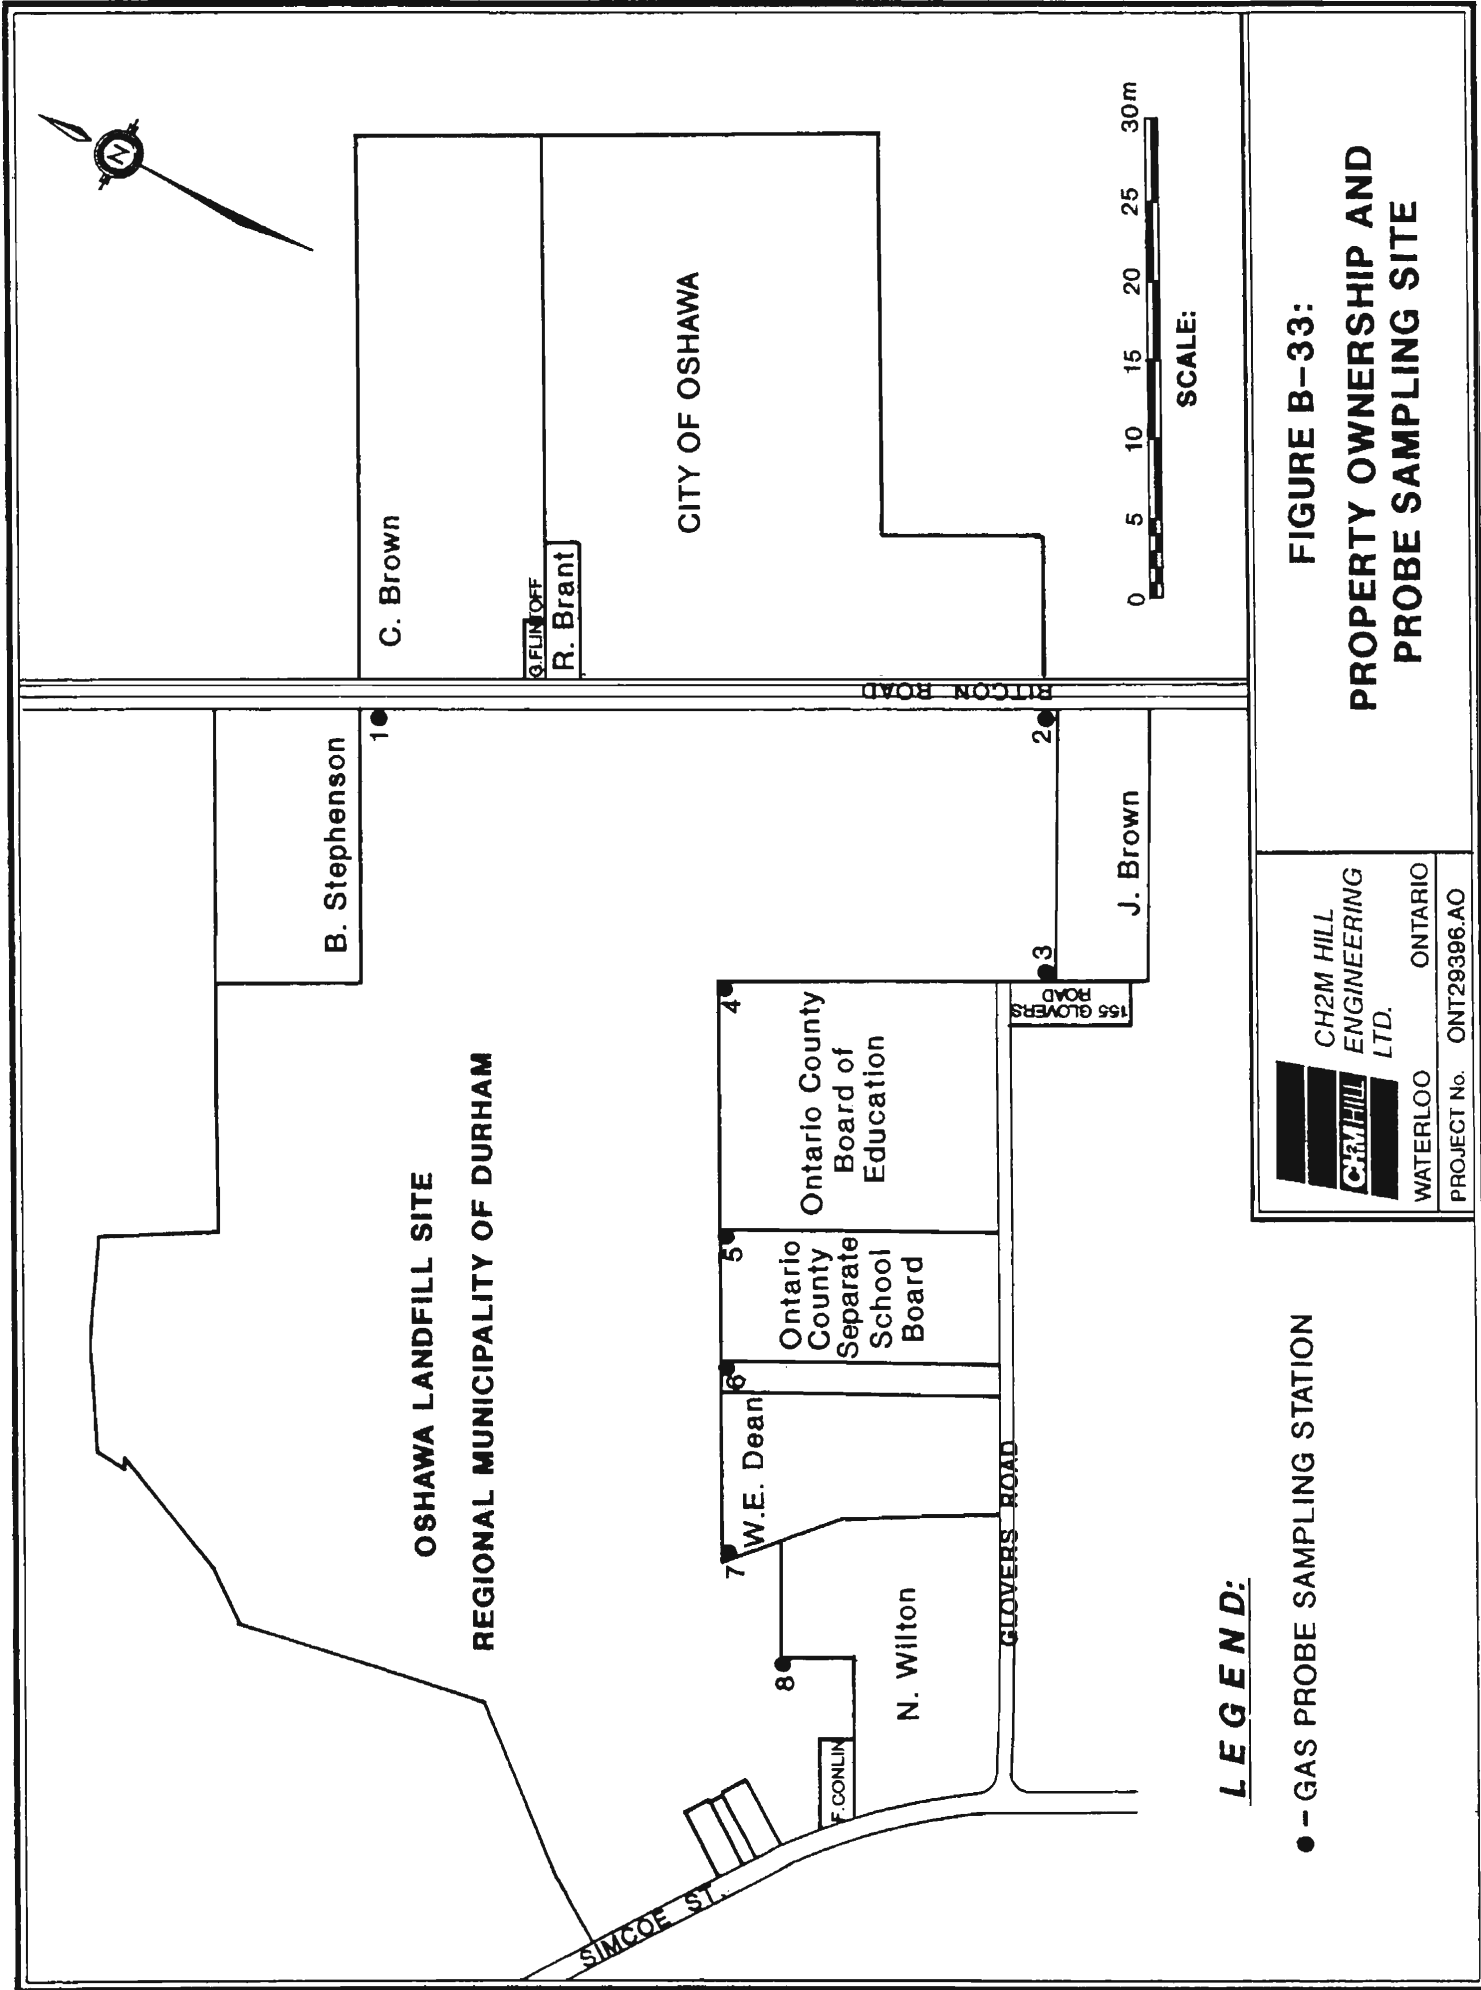 N
C. Brown
G.FLINTOFF
R. Brant
CITY OF OSHAWA
RITCON ROAD
B. Stephenson
1
2
3
J. Brown
155 GLOVERS
ROAD
OSHAWA LANDFILL SITE
REGIONAL MUNICIPALITY OF DURHAM
4
Ontario County
Board of
Education
5
Ontario
County
Separate
School
Board
6
W.E. Dean
7
8
N. Wilton
F.CONLIN
GLOVERS ROAD
SIMCOE ST.
LEGEND:
● - GAS PROBE SAMPLING STATION
0 5 10 15 20 25 30m
SCALE:
CH2M HILL
CH2M HILL
ENGINEERING
LTD.
WATERLOO ONTARIO
PROJECT No. ONT29396.AO
FIGURE B-33:
PROPERTY OWNERSHIP AND
PROBE SAMPLING SITE